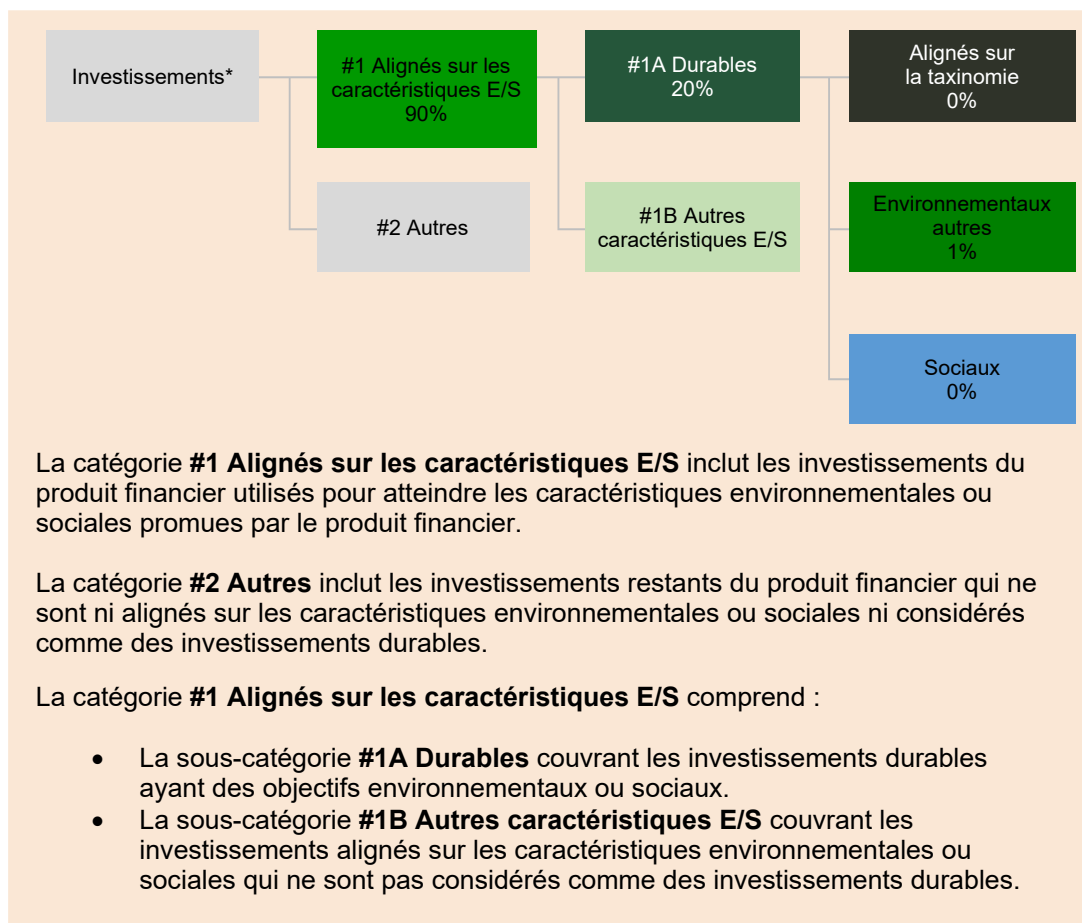 Investissements*
#1 Alignés sur les
caractéristiques E/S
90%
#1A Durables
20%
Alignés sur
la taxinomie
0%
#2 Autres
#1B Autres
caractéristiques E/S
Environnementaux
autres
1%
Sociaux
0%
La catégorie #1 Alignés sur les caractéristiques E/S inclut les investissements du
produit financier utilisés pour atteindre les caractéristiques environnementales ou
sociales promues par le produit financier.
La catégorie #2 Autres inclut les investissements restants du produit financier qui ne
sont ni alignés sur les caractéristiques environnementales ou sociales ni considérés
comme des investissements durables.
La catégorie #1 Alignés sur les caractéristiques E/S comprend :
• La sous-catégorie #1A Durables couvrant les investissements durables
ayant des objectifs environnementaux ou sociaux.
• La sous-catégorie #1B Autres caractéristiques E/S couvrant les
investissements alignés sur les caractéristiques environnementales ou
sociales qui ne sont pas considérés comme des investissements durables.